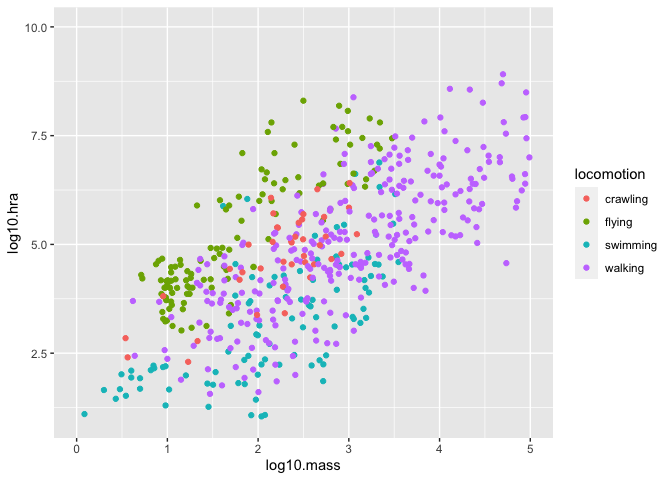 10.0
7.5
5.0
2.5
log10.hra
0 1 2 3 4 5
log10.mass
locomotion
crawling
flying
swimming
walking